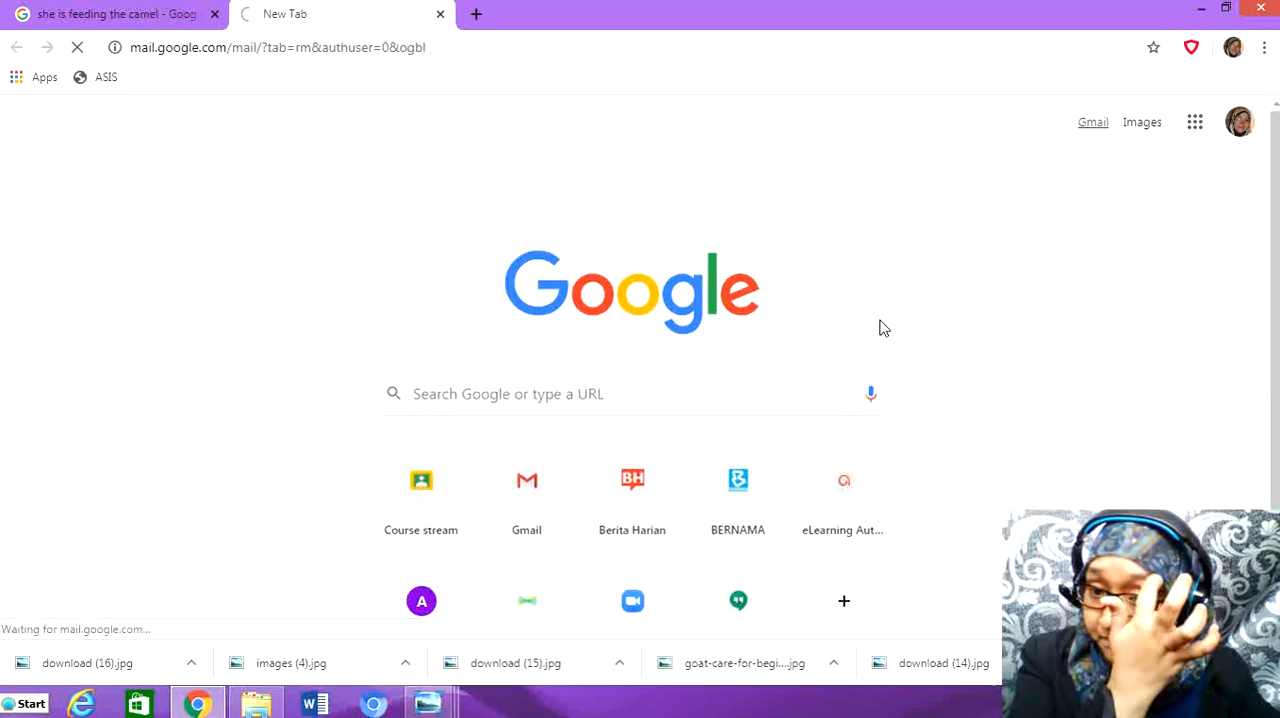 she is feeding the camel - Goog
New Tab
mail.google.com/mail/?tab=rm&authuser=0&ogbl
Apps
ASIS
Gmail
Images
Google
Search Google or type a URL
BH
Course stream
Gmail
Berita Harian
BERNAMA
eLearning Aut...
A
Waiting for mail.google.com...
download (16).jpg
images (4).jpg
download (15).jpg
goat-care-for-begi....jpg
download (14).jpg
Start